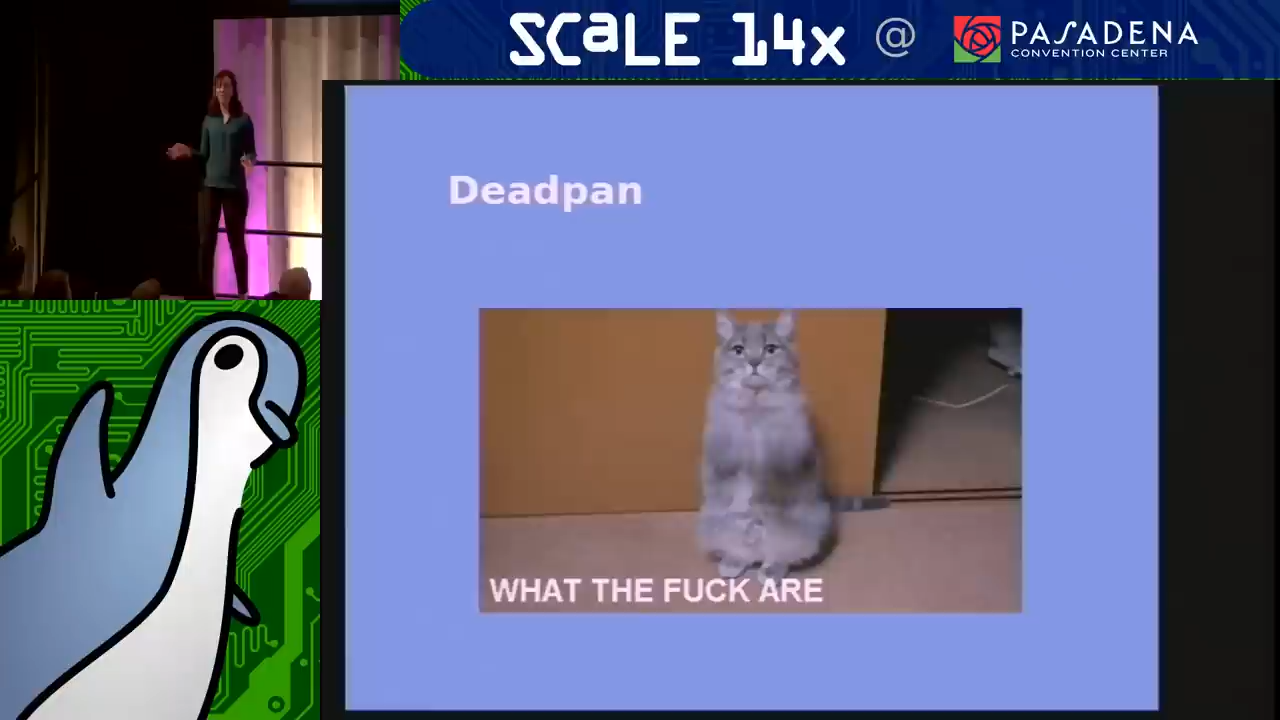 SCALE 14x @ PASADENA
CONVENTION CENTER
Deadpan
WHAT THE FUCK ARE